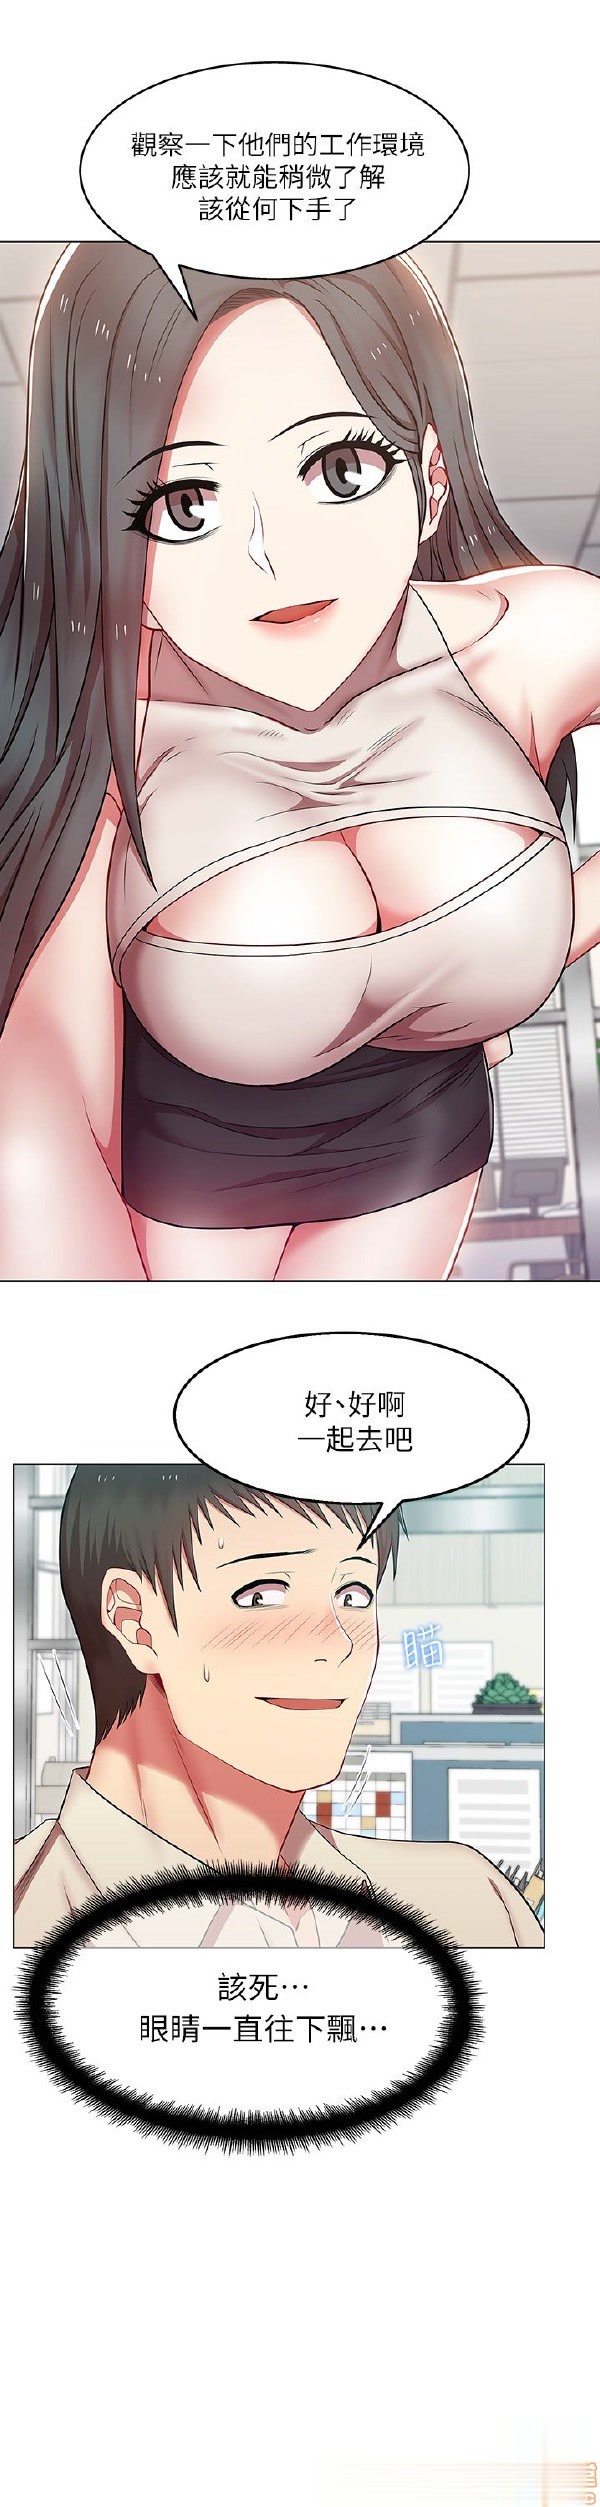 觀察一下他們的工作環境
應該就能稍微了解
該從何下手了
好、好啊
一起去吧
瞄
該死…
眼睛一直往下飄…